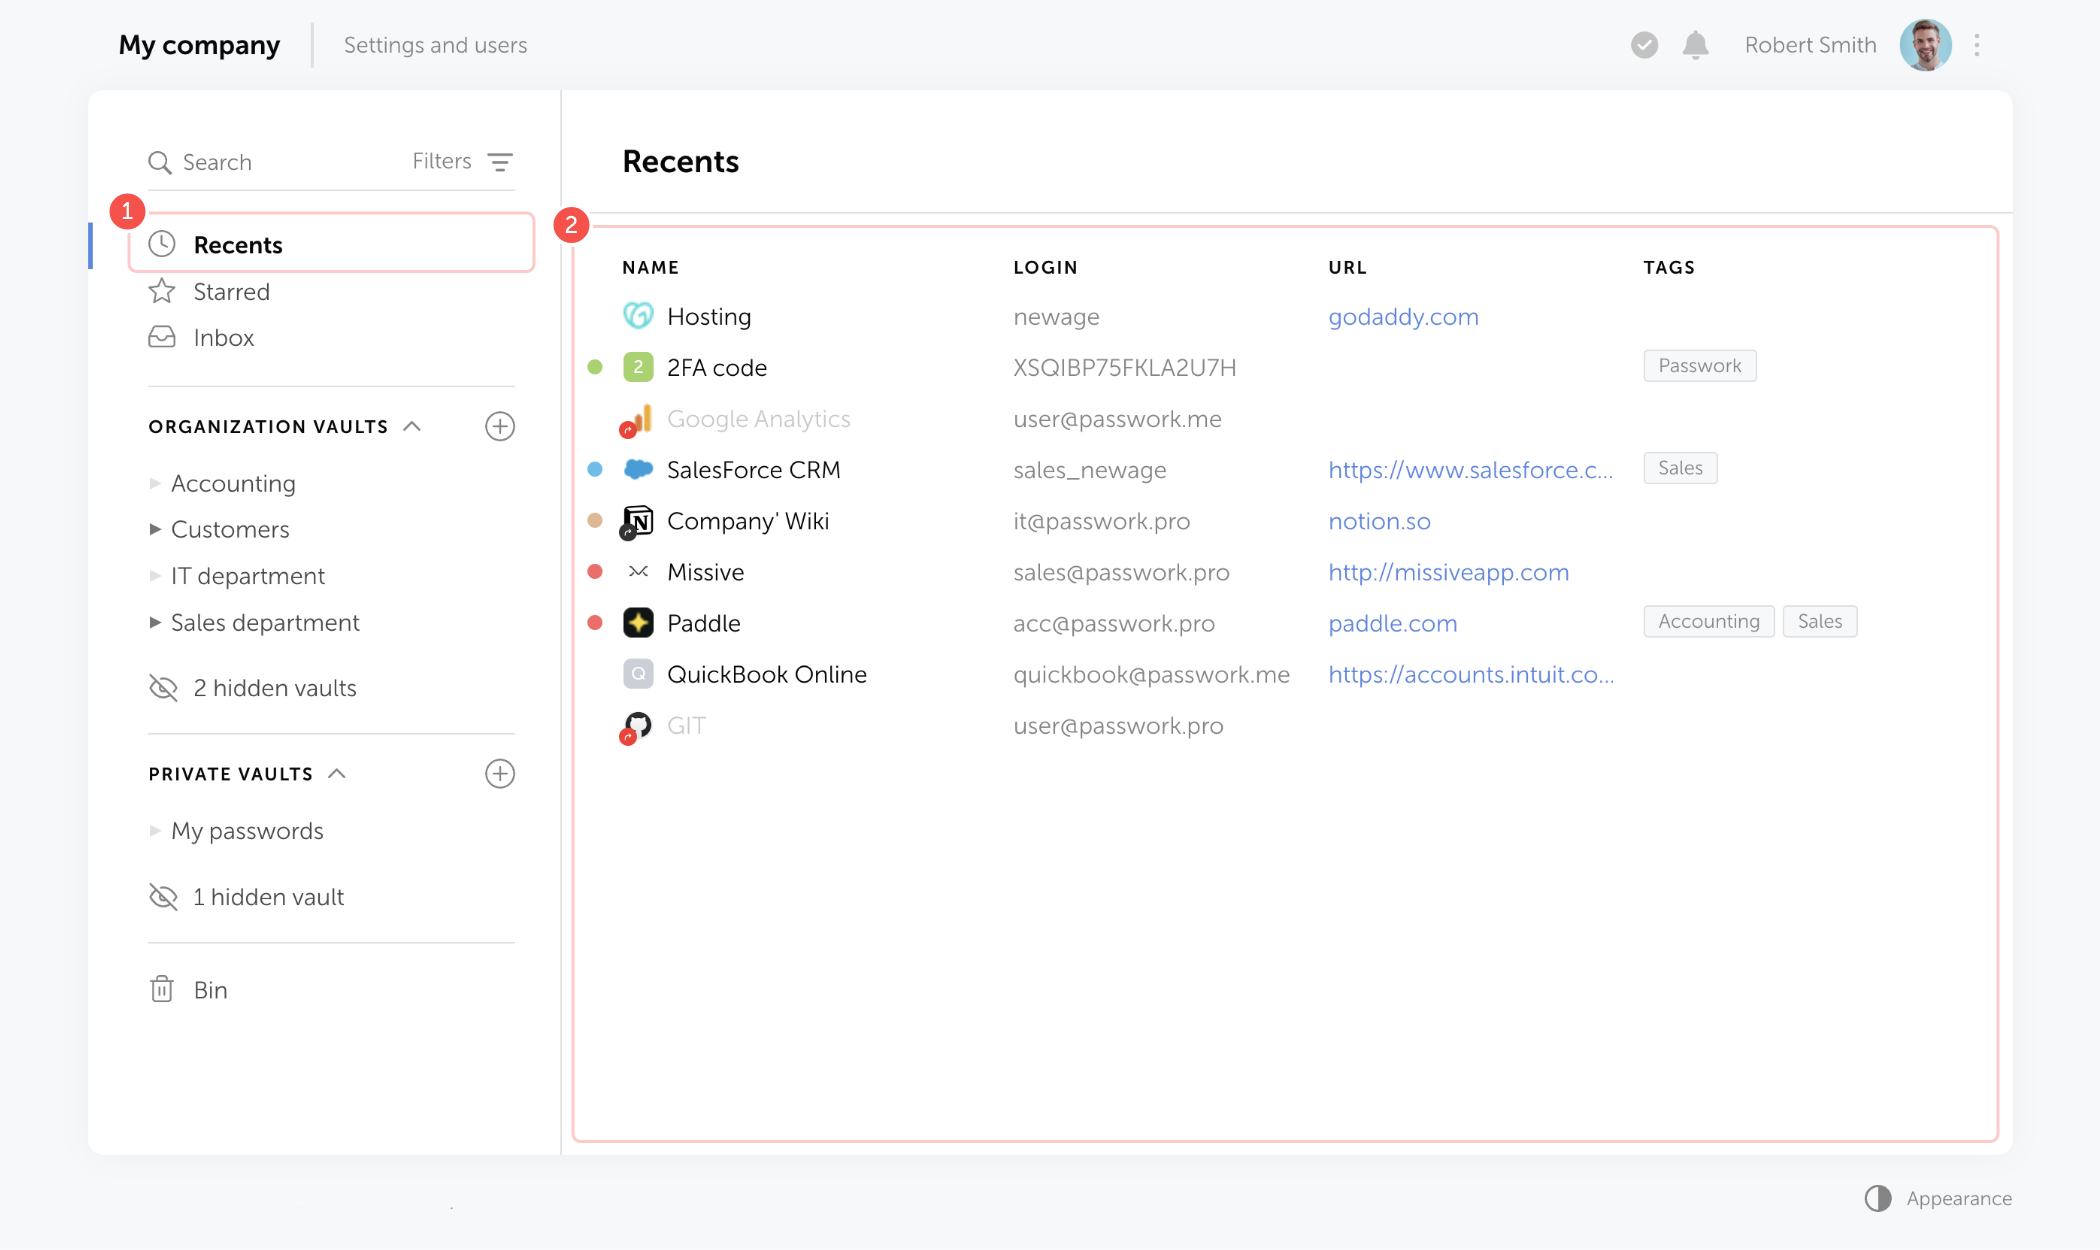 My company
Settings and users
Robert Smith
Search
Filters
1
Recents
Starred
Inbox
ORGANIZATION VAULTS
Accounting
Customers
IT department
Sales department
2 hidden vaults
PRIVATE VAULTS
My passwords
1 hidden vault
Bin
Recents
2
NAME LOGIN URL TAGS
Hosting newage godaddy.com
2 2FA code XSQIBP75FKLA2U7H Passwork
Google Analytics user@passwork.me
SalesForce CRM sales_newage https://www.salesforce.c... Sales
N Company' Wiki it@passwork.pro notion.so
Missive sales@passwork.pro http://missiveapp.com
Paddle acc@passwork.pro paddle.com Accounting Sales
Q QuickBook Online quickbook@passwork.me https://accounts.intuit.co...
GIT user@passwork.pro
Appearance